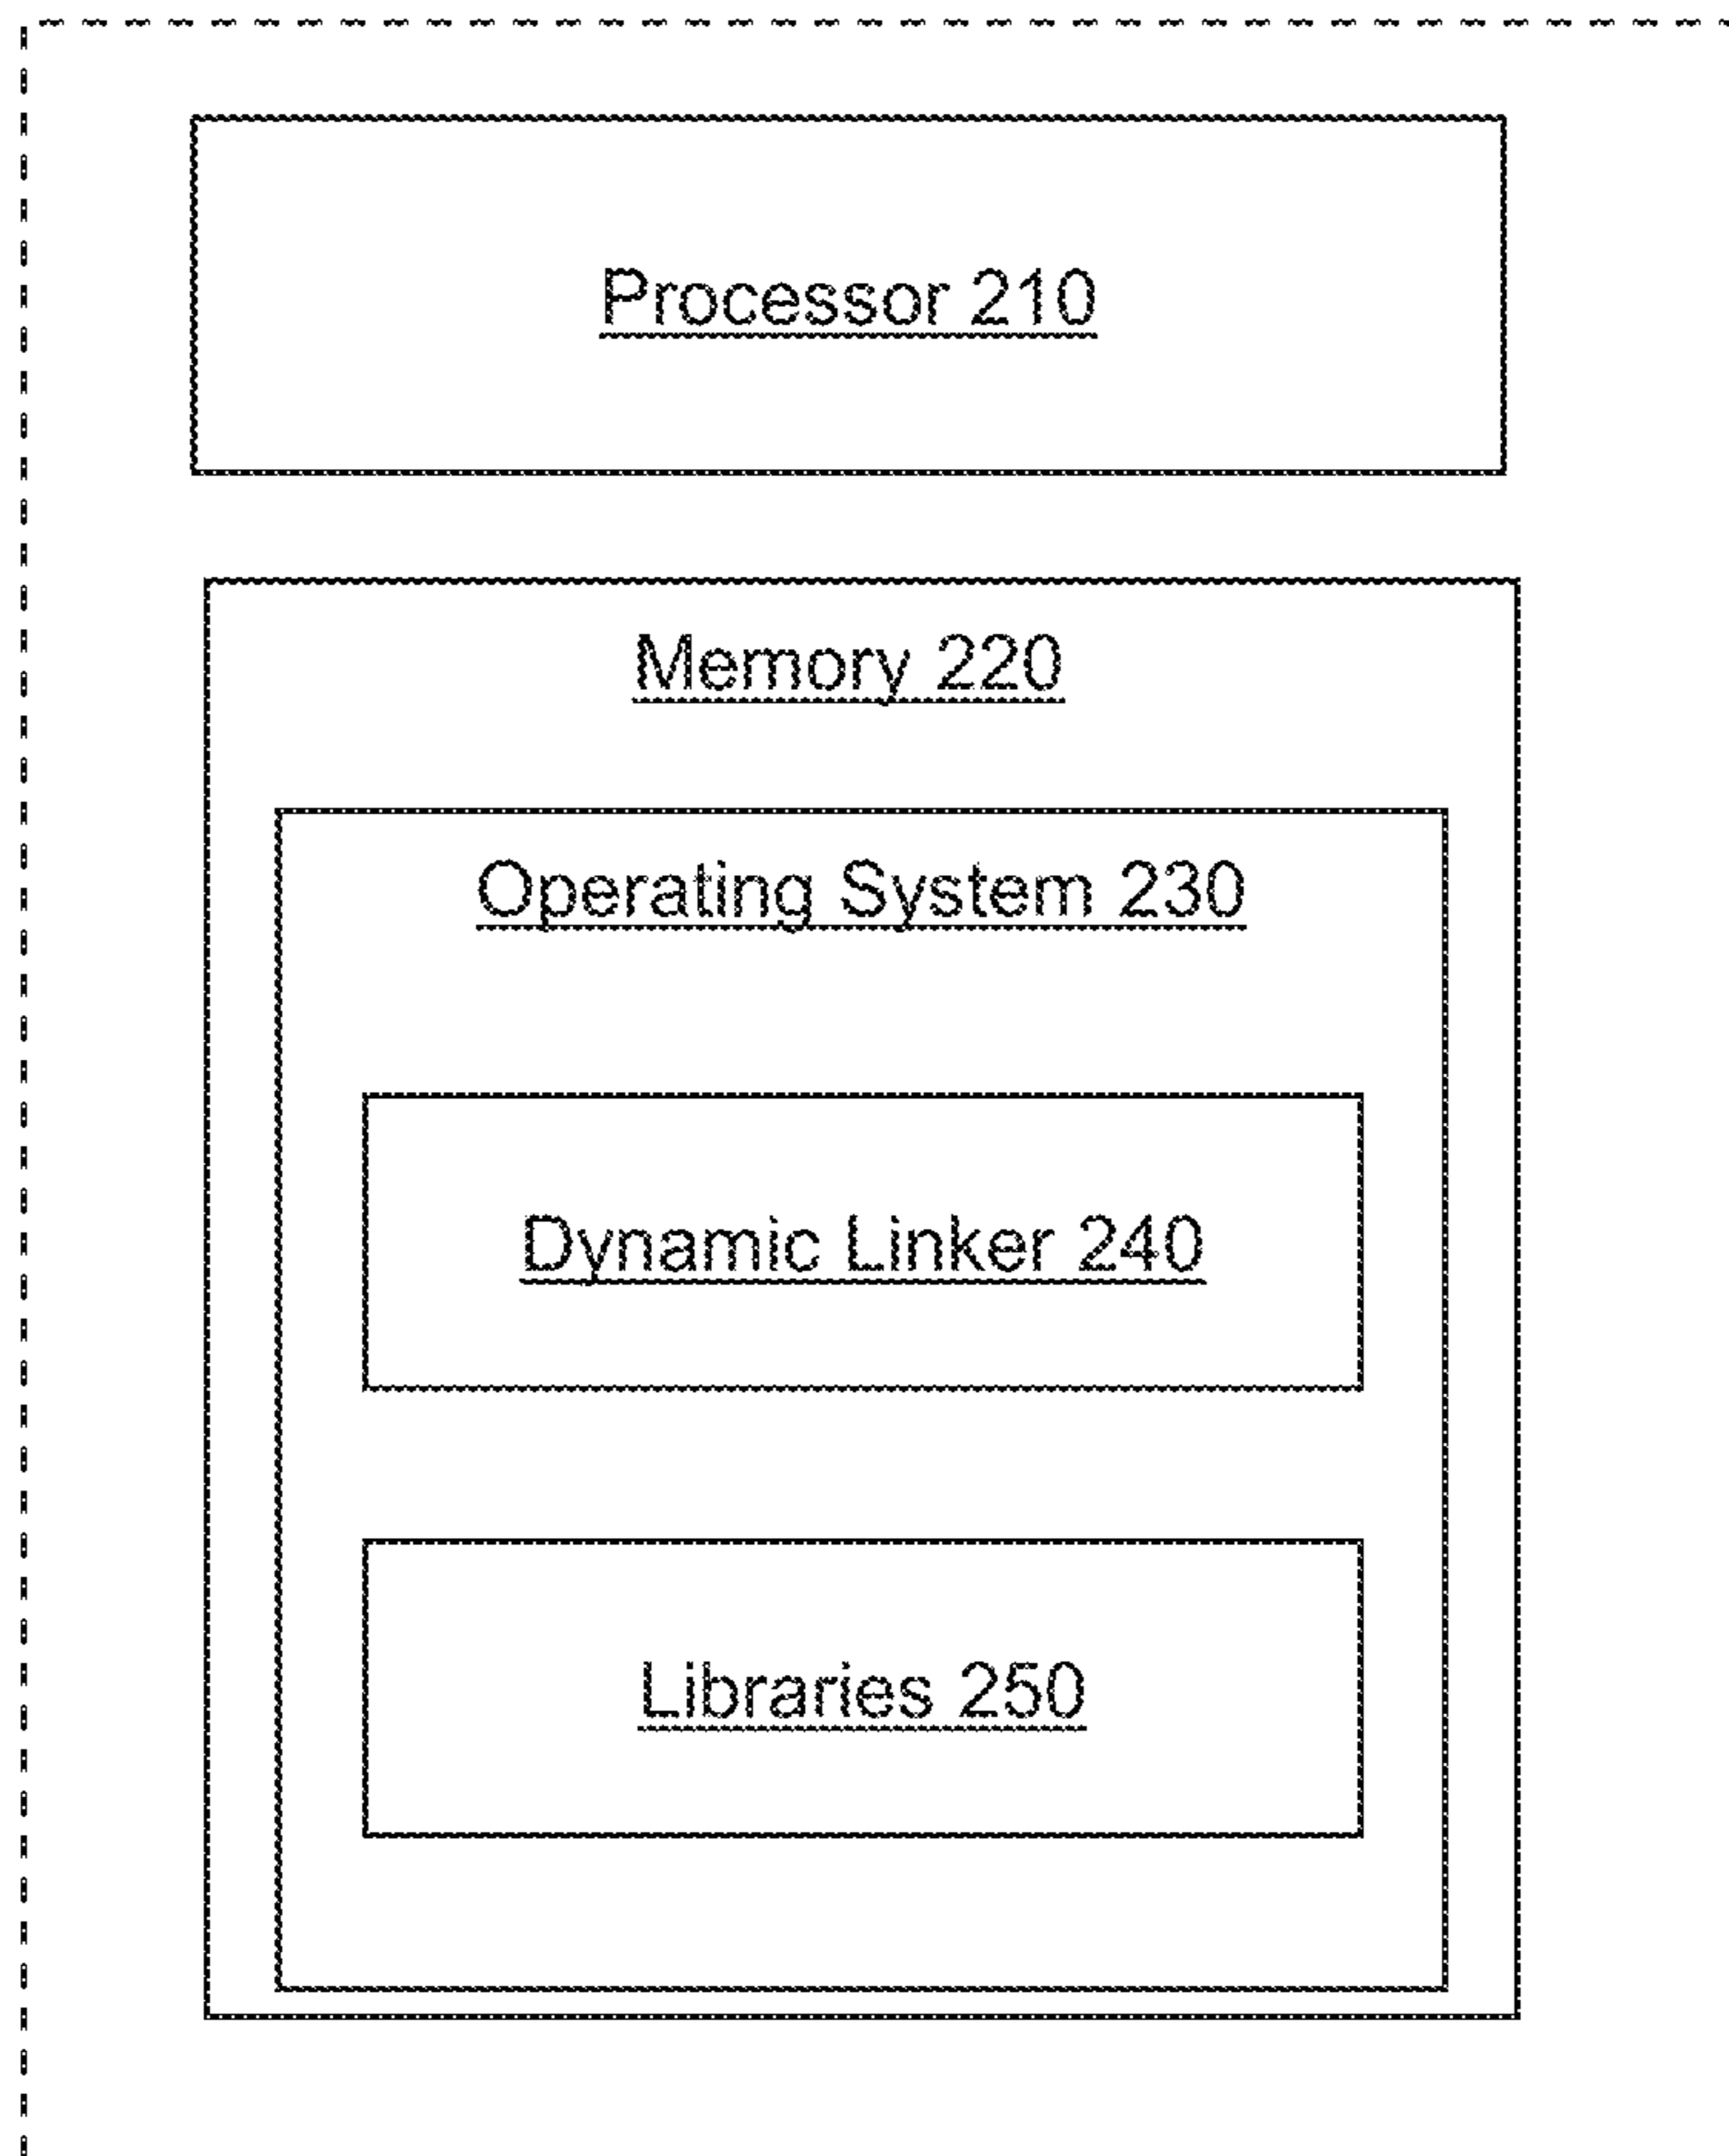 Processor 210
Memory 220
Operating System 230
Dynamic Linker 240
Libraries 250